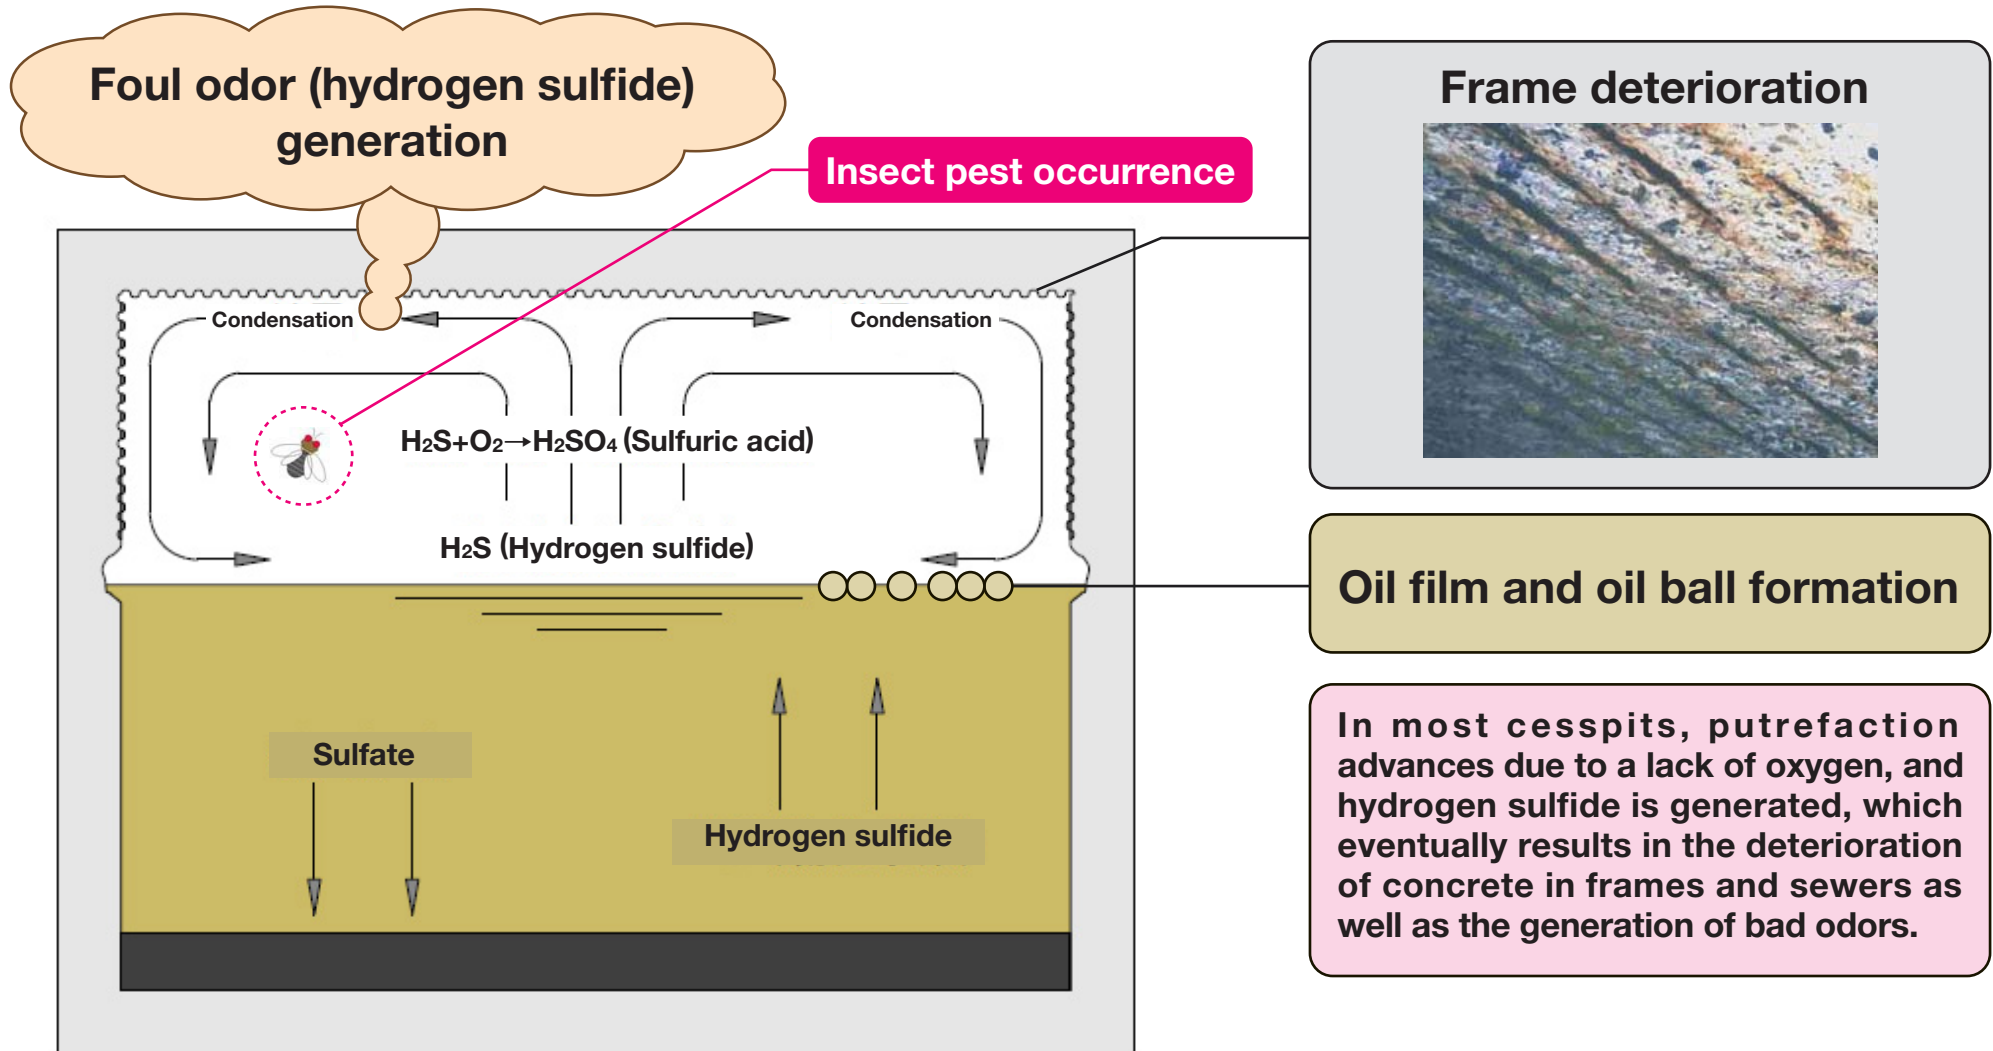 Foul odor (hydrogen sulfide)
generation
Insect pest occurrence
Frame deterioration
Condensation
Condensation
H2S+O2→H2SO4 (Sulfuric acid)
H2S (Hydrogen sulfide)
Oil film and oil ball formation
Sulfate
Hydrogen sulfide
In most cesspits, putrefaction
advances due to a lack of oxygen, and
hydrogen sulfide is generated, which
eventually results in the deterioration
of concrete in frames and sewers as
well as the generation of bad odors.